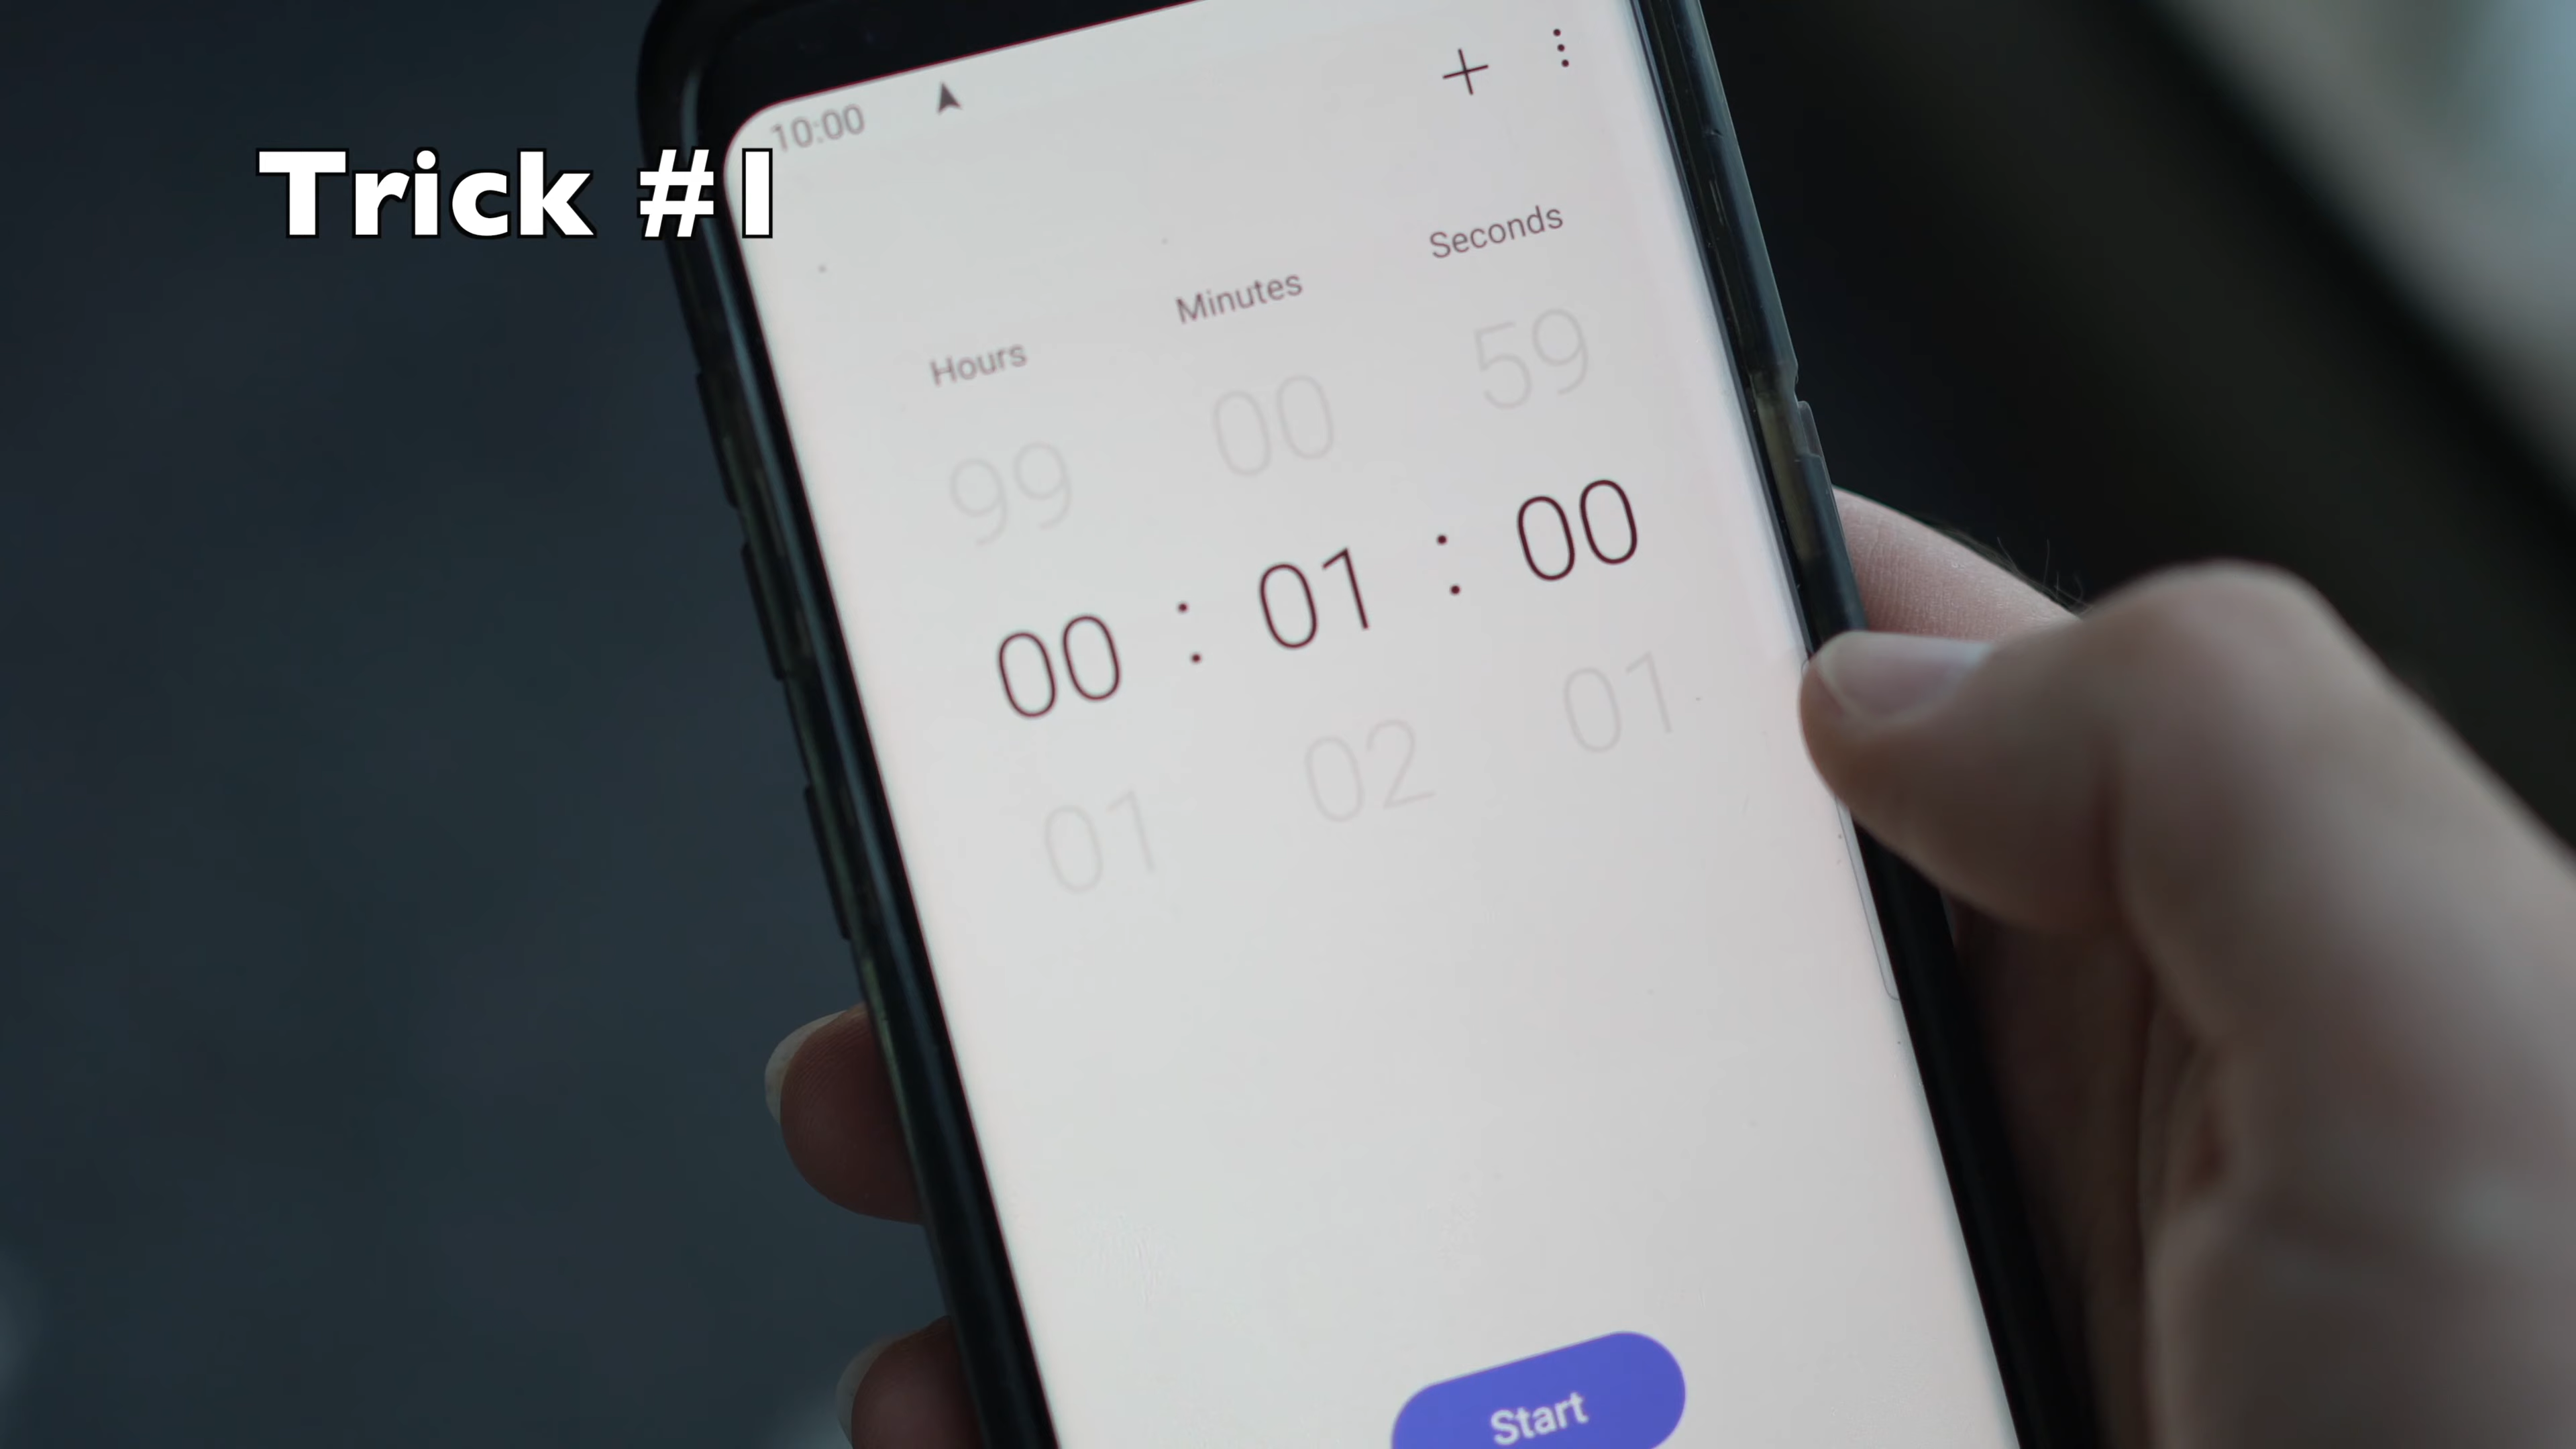 Trick #1
10:00
Hours Minutes Seconds
99 00 59
00 : 01 : 00
01 02 01
Start